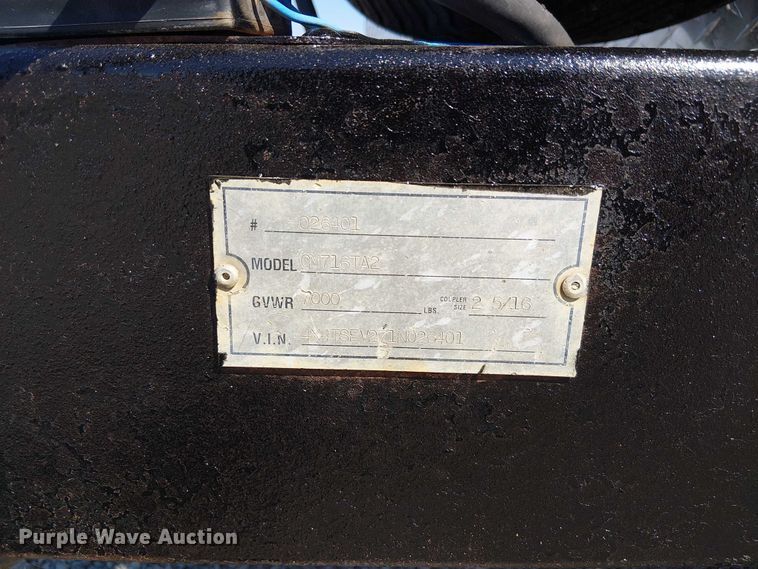 # 026401
MODEL
GVWR 7000 LBS. COUPLER SIZE 2 5/16
V.I.N.
Purple Wave Auction®